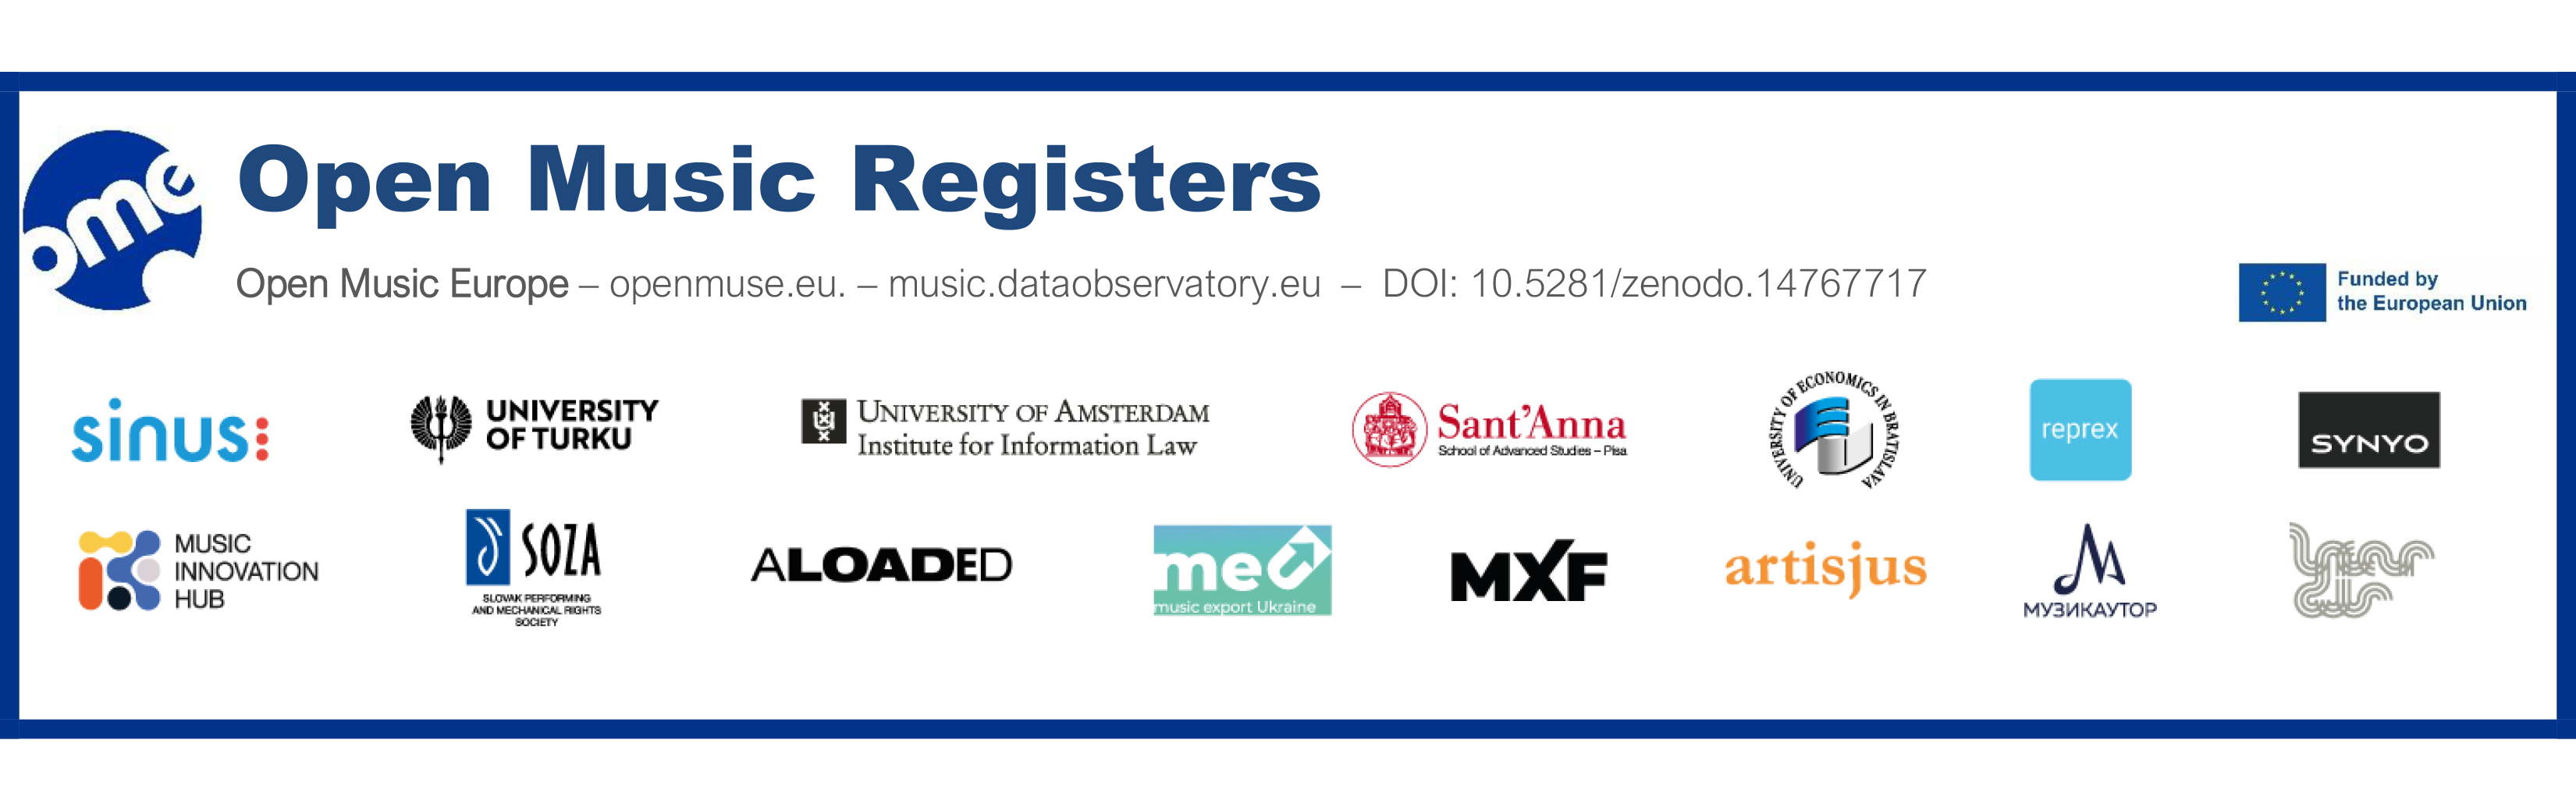 ome
Open Music Registers
Open Music Europe – openmuse.eu. – music.dataobservatory.eu – DOI: 10.5281/zenodo.14767717
Funded by
the European Union
sinus:
UNIVERSITY
OF TURKU
UNIVERSITY OF AMSTERDAM
Institute for Information Law
Sant'Anna
School of Advanced Studies – Pisa
UNIVERSITY OF ECONOMICS IN BRATISLAVA
reprex
SYNYO
MUSIC
INNOVATION
HUB
SOZA
SLOVAK PERFORMING
AND MECHANICAL RIGHTS
SOCIETY
ALOADED
me
music export Ukraine
MXF
artisjus
МУЗИКАУТОР